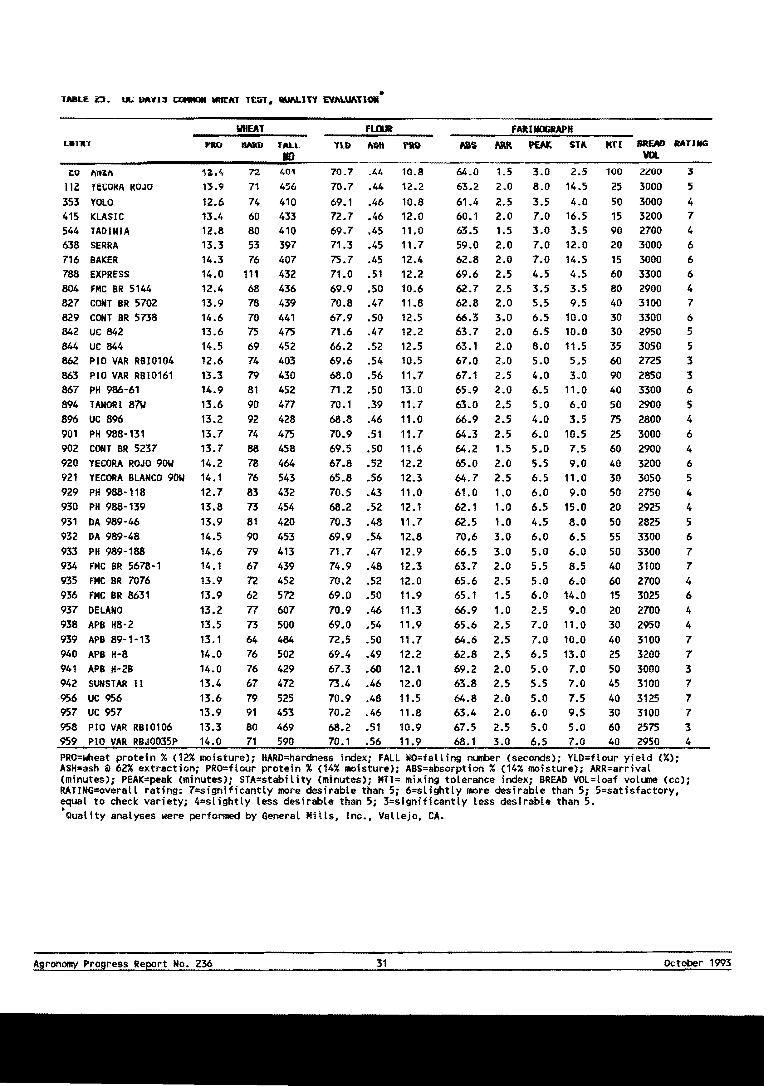 TABLE 23. UC DAVIS COMMON WHEAT TEST, QUALITY EVALUATION*
WHEAT FLOUR FARINOGRAPH
ENTRY PRO HARD FALL NO YLD ASH PRO ABS ARR PEAK STA MTI BREAD VOL RATING
20 ANZA 12.4 72 401 70.7 .44 10.8 64.0 1.5 3.0 2.5 100 2200 3
112 YECORA ROJO 13.9 71 456 70.7 .44 12.2 63.2 2.0 8.0 14.5 25 3000 5
353 YOLO 12.6 74 410 69.1 .46 10.8 61.4 2.5 3.5 4.0 50 3000 4
415 KLASIC 13.4 60 433 72.7 .46 12.0 60.1 2.0 7.0 16.5 15 3200 7
544 TADINIA 12.8 80 410 69.7 .45 11.0 63.5 1.5 3.0 3.5 90 2700 4
638 SERRA 13.3 53 397 71.3 .45 11.7 59.0 2.0 7.0 12.0 20 3000 6
716 BAKER 14.3 76 407 75.7 .45 12.4 62.8 2.0 7.0 14.5 15 3000 6
788 EXPRESS 14.0 111 432 71.0 .51 12.2 69.6 2.5 4.5 4.5 60 3300 6
804 FMC BR 5144 12.4 68 436 69.9 .50 10.6 62.7 2.5 3.5 3.5 80 2900 4
827 CONT BR 5702 13.9 78 439 70.8 .47 11.8 62.8 2.0 5.5 9.5 40 3100 7
829 CONT BR 5738 14.6 70 441 67.9 .50 12.5 66.3 3.0 6.5 10.0 30 3300 6
842 UC 842 13.6 75 475 71.6 .47 12.2 63.7 2.0 6.5 10.0 30 2950 5
844 UC 844 14.5 69 452 66.2 .52 12.5 63.1 2.0 8.0 11.5 35 3050 5
862 PIO VAR RBI0104 12.6 74 403 69.6 .54 10.5 67.0 2.0 5.0 5.5 60 2725 3
863 PIO VAR RBI0161 13.3 79 430 68.0 .56 11.7 67.1 2.5 4.0 3.0 90 2850 3
867 PH 986-61 14.9 81 452 71.2 .50 13.0 65.9 2.0 6.5 11.0 40 3300 6
894 TANORI 87W 13.6 90 477 70.1 .39 11.7 63.0 2.5 5.0 6.0 50 2900 5
896 UC 896 13.2 92 428 68.8 .46 11.0 66.9 2.5 4.0 3.5 75 2800 4
901 PH 988-131 13.7 74 475 70.9 .51 11.7 64.3 2.5 6.0 10.5 25 3000 6
902 CONT BR 5237 13.7 88 458 69.5 .50 11.6 64.2 1.5 5.0 7.5 60 2900 4
920 YECORA ROJO 90W 14.2 78 464 67.8 .52 12.2 65.0 2.0 5.5 9.0 40 3200 6
921 YECORA BLANCO 90W 14.1 76 543 65.8 .56 12.3 64.7 2.5 6.5 11.0 30 3050 5
929 PH 988-118 12.7 83 432 70.5 .43 11.0 61.0 1.0 6.0 9.0 50 2750 4
930 PH 988-139 13.8 73 454 68.2 .52 12.1 62.1 1.0 6.5 15.0 20 2925 4
931 DA 989-46 13.9 81 420 70.3 .48 11.7 62.5 1.0 4.5 8.0 50 2825 5
932 DA 989-48 14.5 90 453 69.9 .54 12.8 70.6 3.0 6.0 6.5 55 3300 6
933 PH 989-188 14.6 79 413 71.7 .47 12.9 66.5 3.0 5.0 6.0 50 3300 7
934 FMC BR 5678-1 14.1 67 439 74.9 .48 12.3 63.7 2.0 5.5 8.5 40 3100 7
935 FMC BR 7076 13.9 72 452 70.2 .52 12.0 65.6 2.5 5.0 6.0 60 2700 4
936 FMC BR 8631 13.9 62 572 69.0 .50 11.9 65.1 1.5 6.0 14.0 15 3025 6
937 DELANO 13.2 77 607 70.9 .46 11.3 66.9 1.0 2.5 9.0 20 2700 4
938 APB H8-2 13.5 73 500 69.0 .54 11.9 65.6 2.5 7.0 11.0 30 2950 4
939 APB 89-1-13 13.1 64 484 72.5 .50 11.7 64.6 2.5 7.0 10.0 40 3100 7
940 APB H-8 14.0 76 502 69.4 .49 12.2 62.8 2.5 6.5 13.0 25 3200 7
941 APB H-2B 14.0 76 429 67.3 .60 12.1 69.2 2.0 5.0 7.0 50 3000 3
942 SUNSTAR II 13.4 67 472 73.4 .46 12.0 63.8 2.5 5.5 7.0 45 3100 7
956 UC 956 13.6 79 525 70.9 .48 11.5 64.8 2.0 5.0 7.5 40 3125 7
957 UC 957 13.9 91 453 70.2 .46 11.8 63.4 2.0 6.0 9.5 30 3100 7
958 PIO VAR RBI0106 13.3 80 469 68.2 .51 10.9 67.5 2.5 5.0 5.0 60 2575 3
959 PIO VAR RBJ0035P 14.0 71 590 70.1 .56 11.9 68.1 3.0 6.5 7.0 40 2950 4
PRO=Wheat protein % (12% moisture); HARD=hardness index; FALL NO=falling number (seconds); YLD=flour yield (%);
ASH=ash @ 62% extraction; PRO=flour protein % (14% moisture); ABS=absorption % (14% moisture); ARR=arrival
(minutes); PEAK=peak (minutes); STA=stability (minutes); MTI= mixing tolerance index; BREAD VOL=loaf volume (cc);
RATING=overall rating: 7=significantly more desirable than 5; 6=slightly more desirable than 5; 5=satisfactory,
equal to check variety; 4=slightly less desirable than 5; 3=significantly less desirable than 5.
*Quality analyses were performed by General Mills, Inc., Vallejo, CA.
Agronomy Progress Report No. 236 31 October 1993